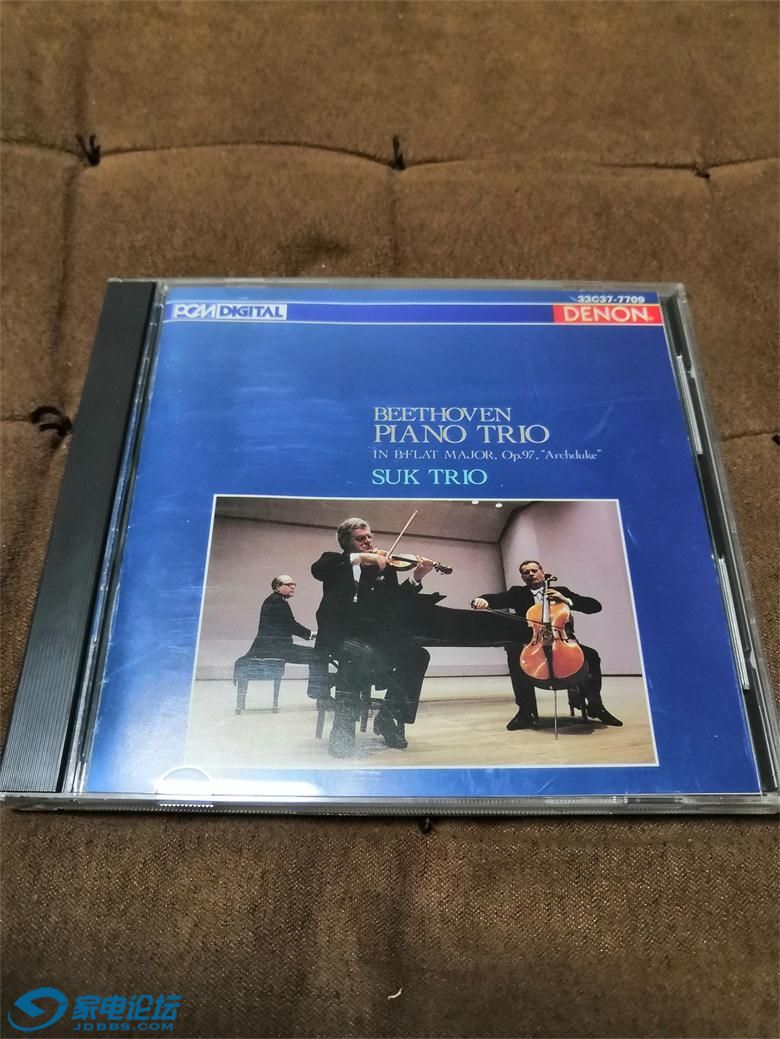 33C37-7709
PCM DIGITAL
DENON
BEETHOVEN
PIANO TRIO
IN B-FLAT MAJOR, Op.97, "Archduke"
SUK TRIO
家电论坛
JDBBS.COM